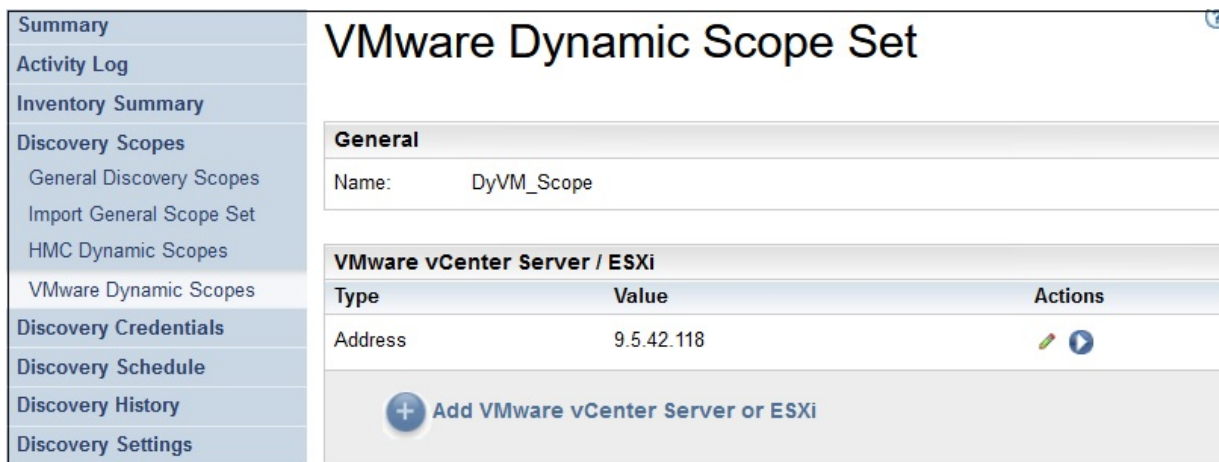 Summary
Activity Log
Inventory Summary
Discovery Scopes
General Discovery Scopes
Import General Scope Set
HMC Dynamic Scopes
VMware Dynamic Scopes
Discovery Credentials
Discovery Schedule
Discovery History
Discovery Settings
VMware Dynamic Scope Set
?
General
Name: DyVM_Scope
VMware vCenter Server / ESXi
Type Value Actions
Address 9.5.42.118
Add VMware vCenter Server or ESXi